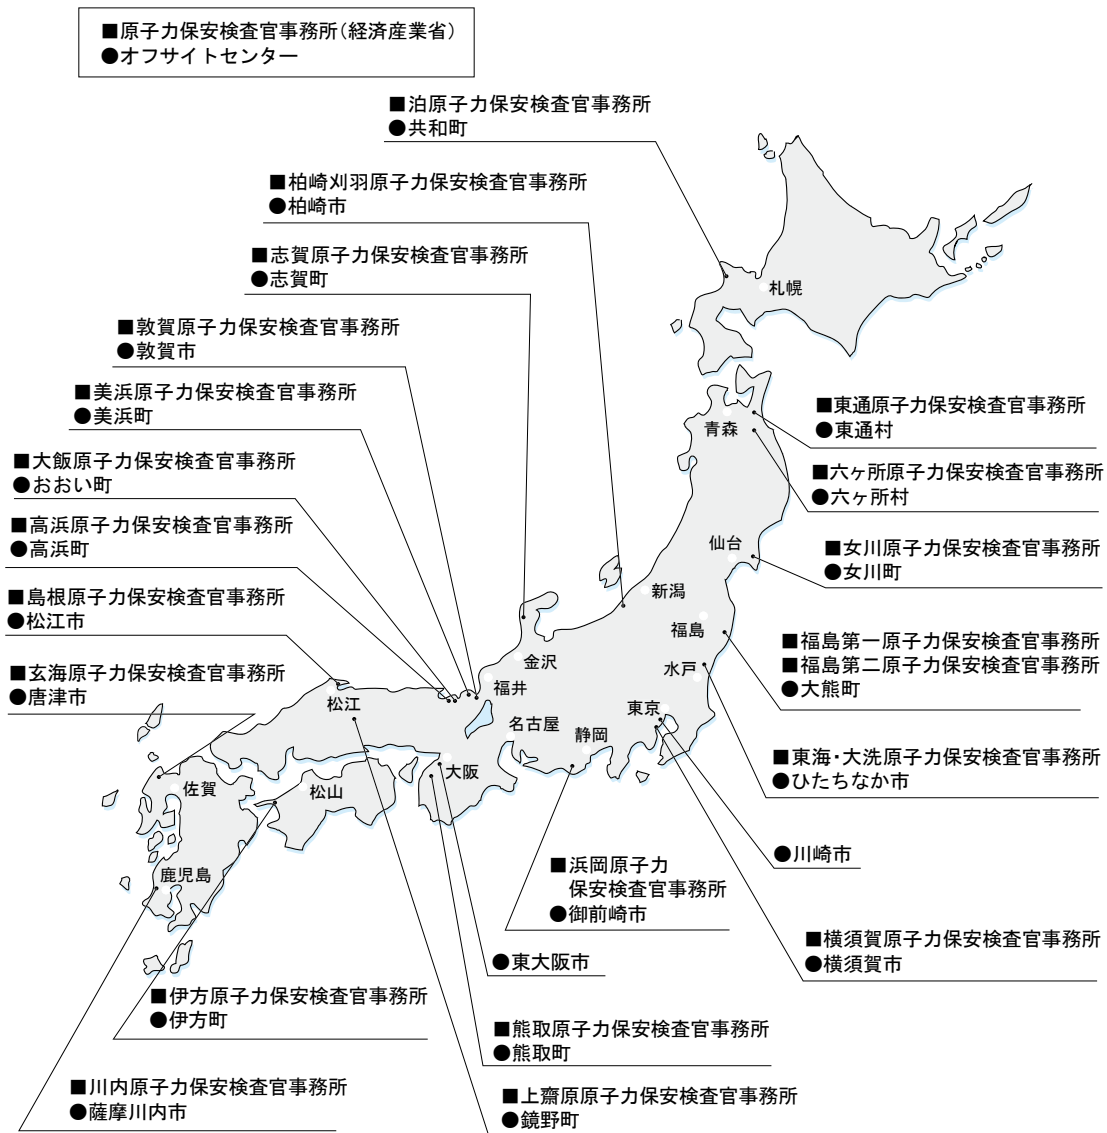 ■原子力保安検査官事務所(経済産業省)
●オフサイトセンター
■泊原子力保安検査官事務所
●共和町
■柏崎刈羽原子力保安検査官事務所
●柏崎市
■志賀原子力保安検査官事務所
●志賀町
■敦賀原子力保安検査官事務所
●敦賀市
■美浜原子力保安検査官事務所
●美浜町
■大飯原子力保安検査官事務所
●おおい町
■高浜原子力保安検査官事務所
●高浜町
■島根原子力保安検査官事務所
●松江市
■玄海原子力保安検査官事務所
●唐津市
札幌
青森
仙台
新潟
福島
金沢
水戸
福井
松江
東京
名古屋
静岡
大阪
佐賀
松山
鹿児島
■東通原子力保安検査官事務所
●東通村
■六ヶ所原子力保安検査官事務所
●六ヶ所村
■女川原子力保安検査官事務所
●女川町
■福島第一原子力保安検査官事務所
■福島第二原子力保安検査官事務所
●大熊町
■東海・大洗原子力保安検査官事務所
●ひたちなか市
●川崎市
■浜岡原子力
保安検査官事務所
●御前崎市
■横須賀原子力保安検査官事務所
●横須賀市
●東大阪市
■伊方原子力保安検査官事務所
●伊方町
■熊取原子力保安検査官事務所
●熊取町
■川内原子力保安検査官事務所
●薩摩川内市
■上齋原原子力保安検査官事務所
●鏡野町